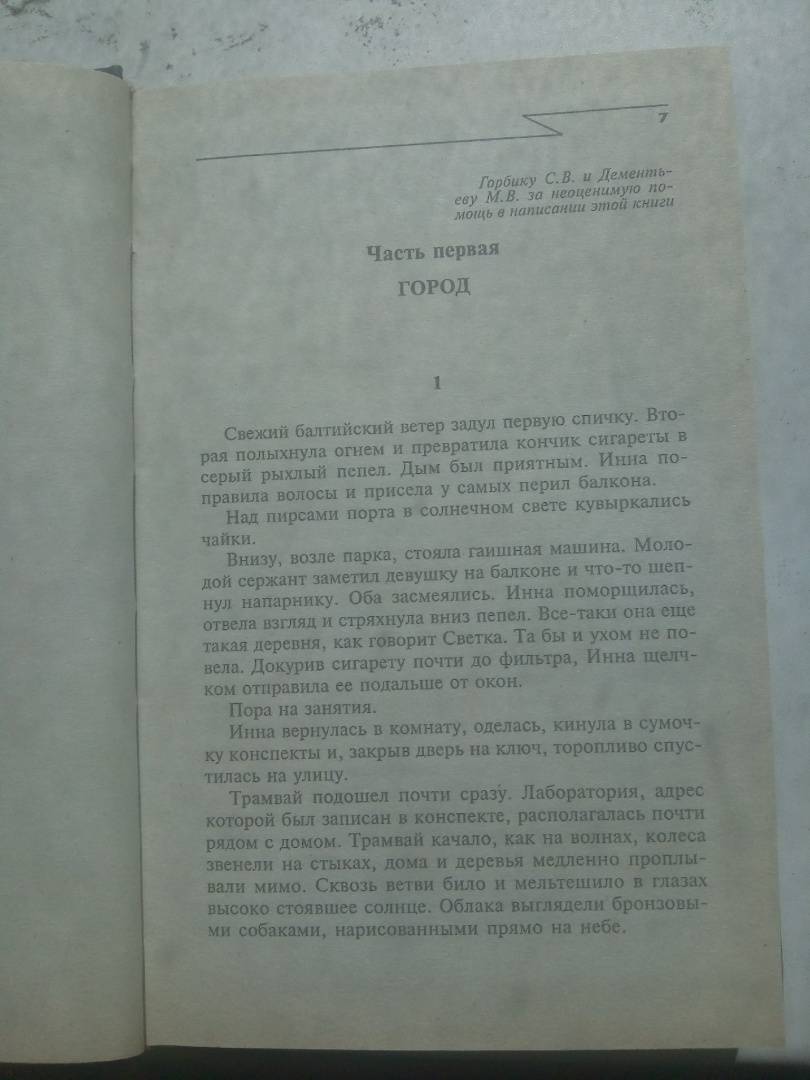 7
Горбику С.В. и Дементь-
еву М.В. за неоценимую по-
мощь в написании этой книги
Часть первая
ГОРОД
1
Свежий балтийский ветер задул первую спичку. Вто-
рая полыхнула огнем и превратила кончик сигареты в
серый рыхлый пепел. Дым был приятным. Инна по-
правила волосы и присела у самых перил балкона.
Над пирсами порта в солнечном свете кувыркались
чайки.
Внизу, возле парка, стояла гаишная машина. Моло-
дой сержант заметил девушку на балконе и что-то шеп-
нул напарнику. Оба засмеялись. Инна поморщилась,
отвела взгляд и стряхнула вниз пепел. Все-таки она еще
такая деревня, как говорит Светка. Та бы и ухом не по-
вела. Докурив сигарету почти до фильтра, Инна щелч-
ком отправила ее подальше от окон.
Пора на занятия.
Инна вернулась в комнату, оделась, кинула в сумоч-
ку конспекты и, закрыв дверь на ключ, торопливо спус-
тилась на улицу.
Трамвай подошел почти сразу. Лаборатория, адрес
которой был записан в конспекте, располагалась почти
рядом с домом. Трамвай качало, как на волнах, колеса
звенели на стыках, дома и деревья медленно проплы-
вали мимо. Сквозь ветви било и мельтешило в глазах
высоко стоявшее солнце. Облака выглядели бронзовы-
ми собаками, нарисованными прямо на небе.